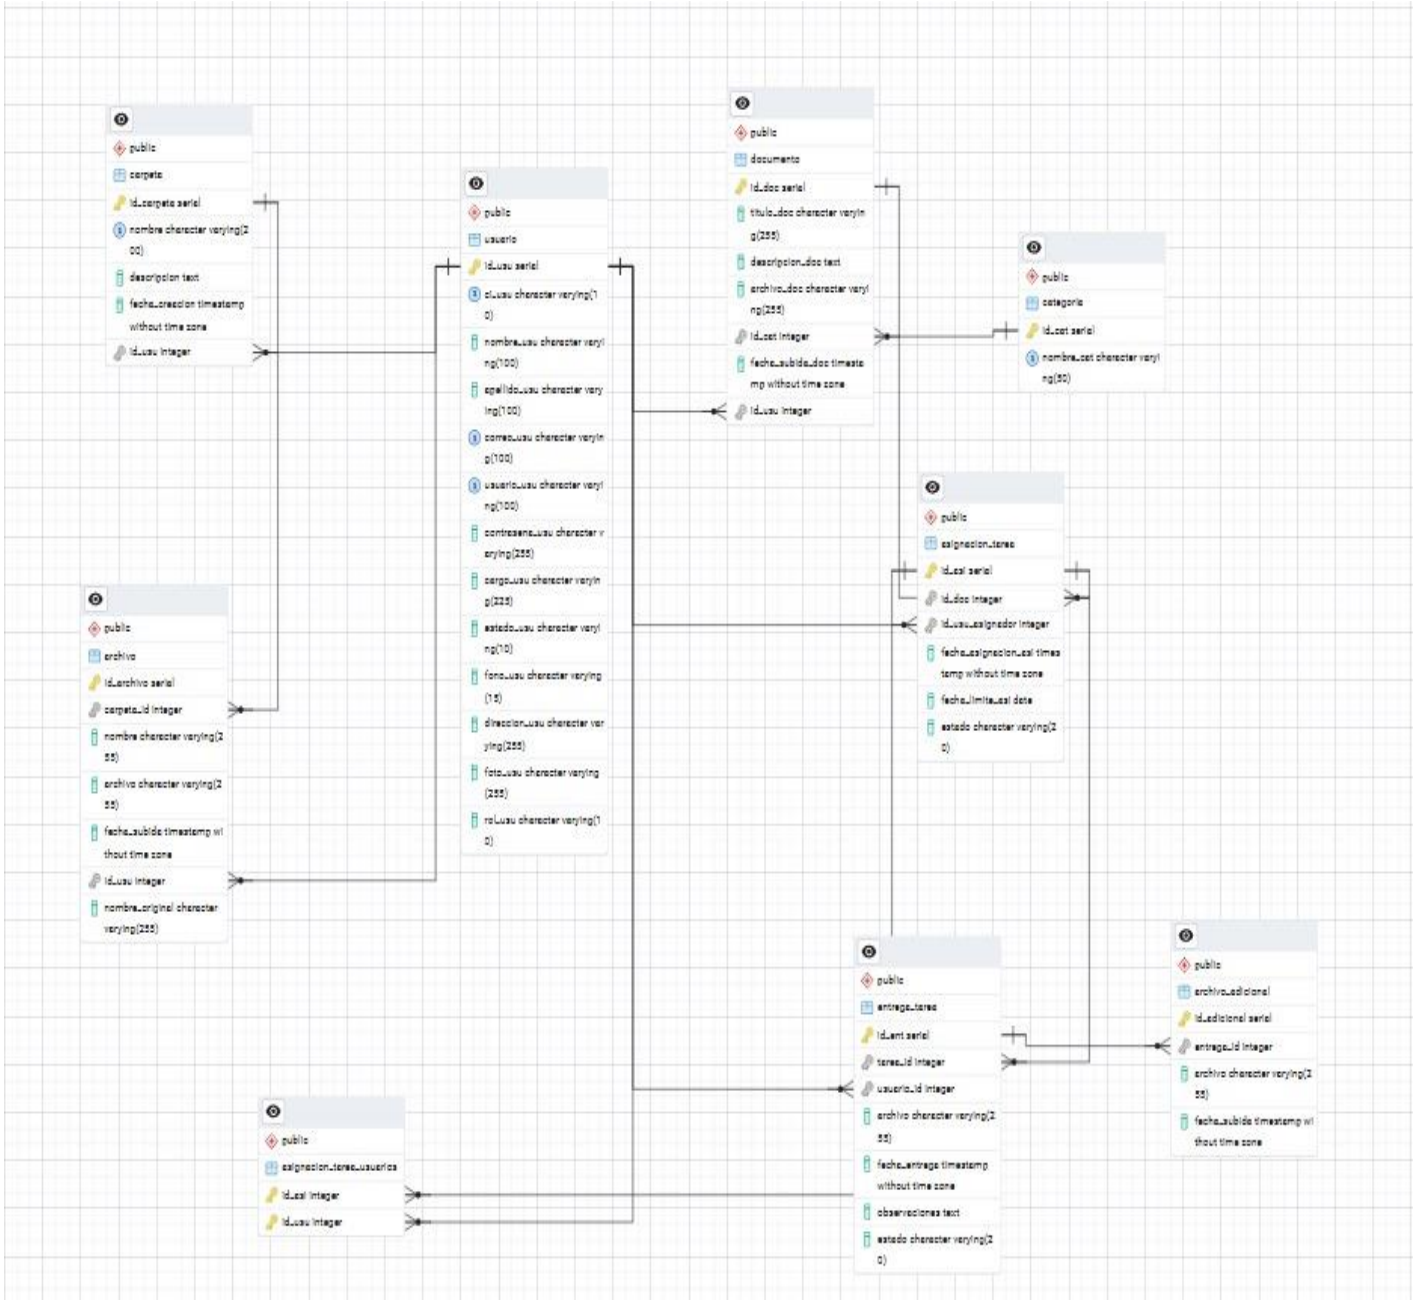 public
carpeta
id_carpeta serial
nombre character varying(2
00)
descripcion text
fecha_creacion timestamp
without time zone
id_usu integer
public
usuario
id_usu serial
ci_usu character varying(1
0)
nombre_usu character varyi
ng(100)
apellido_usu character vary
ing(100)
correo_usu character varyin
g(100)
usuario_usu character varyi
ng(100)
contrasena_usu character v
arying(255)
cargo_usu character varyin
g(225)
estado_usu character varyi
ng(10)
fono_usu character varying
(15)
direccion_usu character var
ying(255)
foto_usu character varying
(255)
rol_usu character varying(1
0)
public
documento
id_doc serial
titulo_doc character varyin
g(255)
descripcion_doc text
archivo_doc character varyi
ng(255)
id_cat integer
fecha_subida_doc timesta
mp without time zone
id_usu integer
public
categoria
id_cat serial
nombre_cat character varyi
ng(50)
public
asignacion_tarea
id_asi serial
id_doc integer
id_usu_asignador integer
fecha_asignacion_asi times
tamp without time zone
fecha_limite_asi date
estado character varying(2
0)
public
archivo
id_archivo serial
carpeta_id integer
nombre character varying(2
55)
archivo character varying(2
55)
fecha_subida timestamp wi
thout time zone
id_usu integer
nombre_original character
varying(255)
public
entrega_tarea
id_ent serial
tarea_id integer
usuario_id integer
archivo character varying(2
55)
fecha_entrega timestamp
without time zone
observaciones text
estado character varying(2
0)
public
archivo_adicional
id_adicional serial
entrega_id integer
archivo character varying(2
55)
fecha_subida timestamp wi
thout time zone
public
asignacion_tarea_usuarios
id_asi integer
id_usu integer